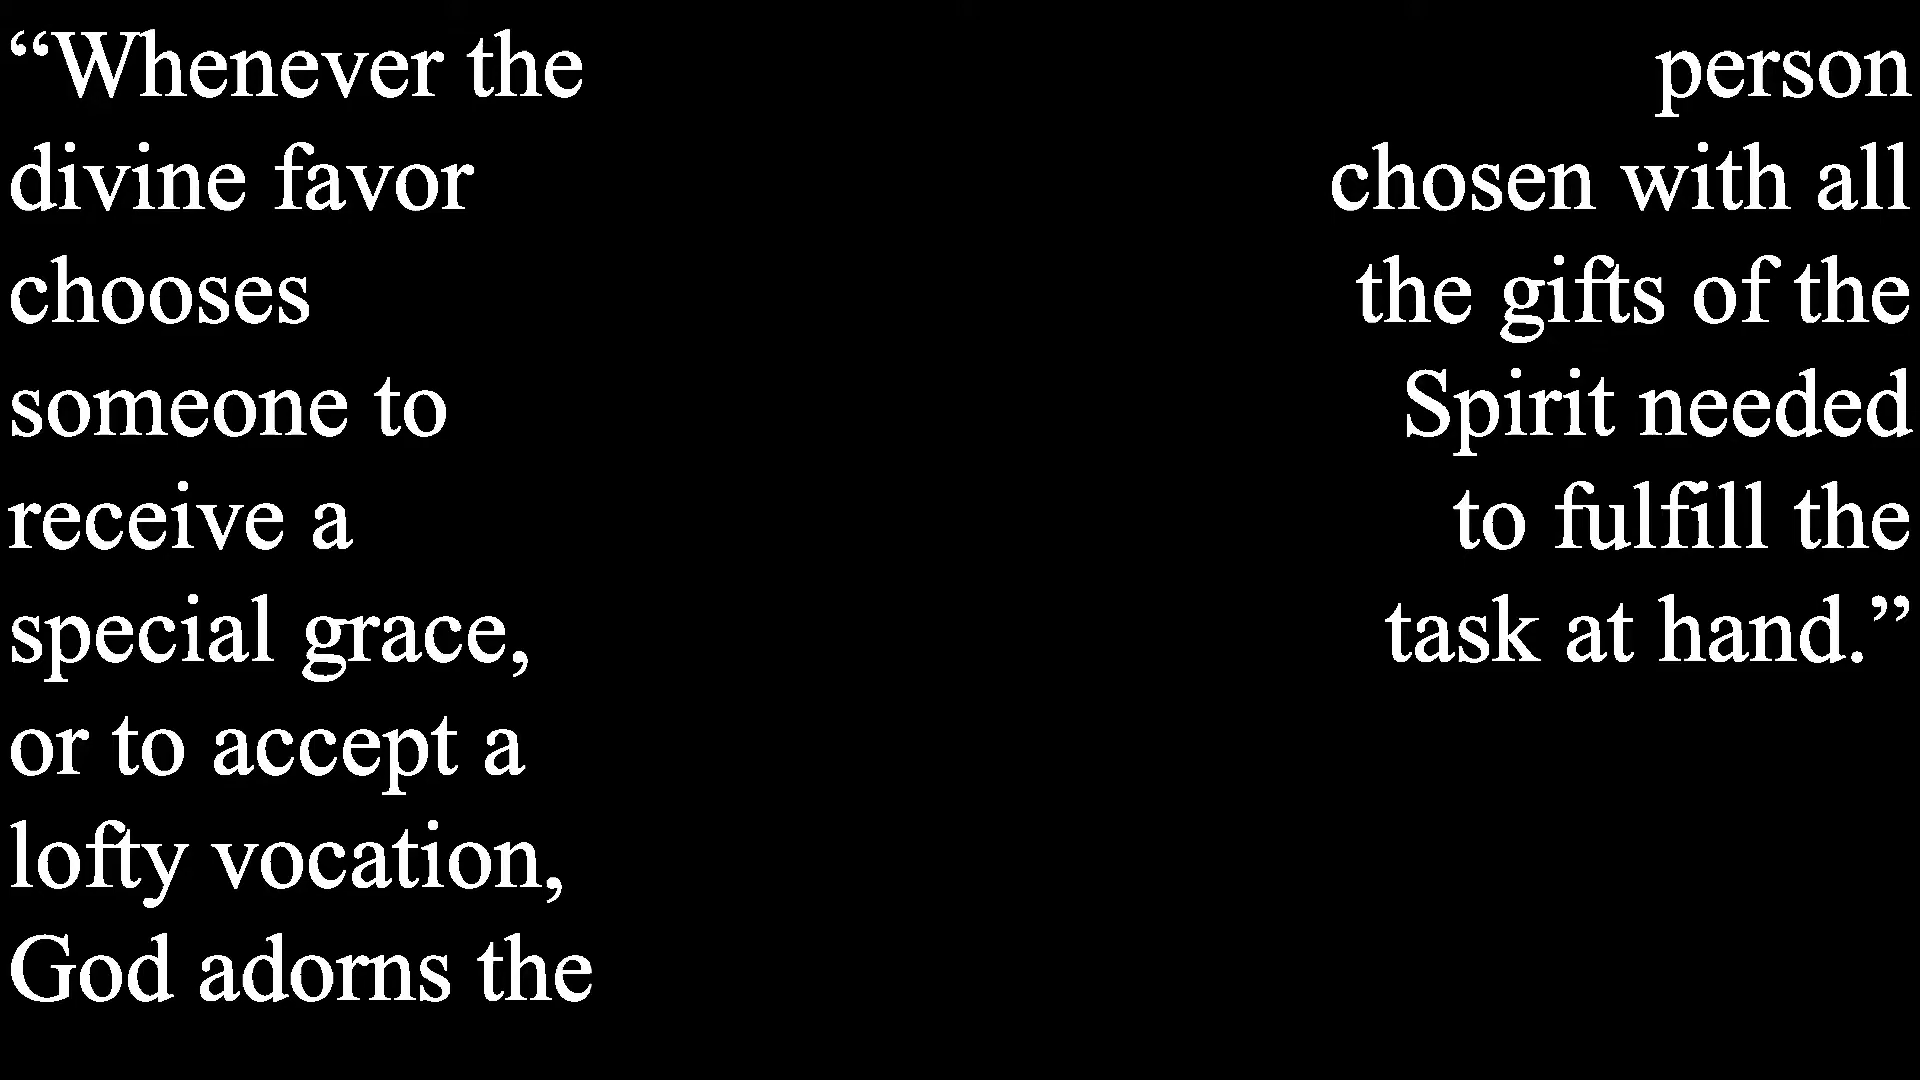 “Whenever the
divine favor
chooses
someone to
receive a
special grace,
or to accept a
lofty vocation,
God adorns the
person
chosen with all
the gifts of the
Spirit needed
to fulfill the
task at hand.”